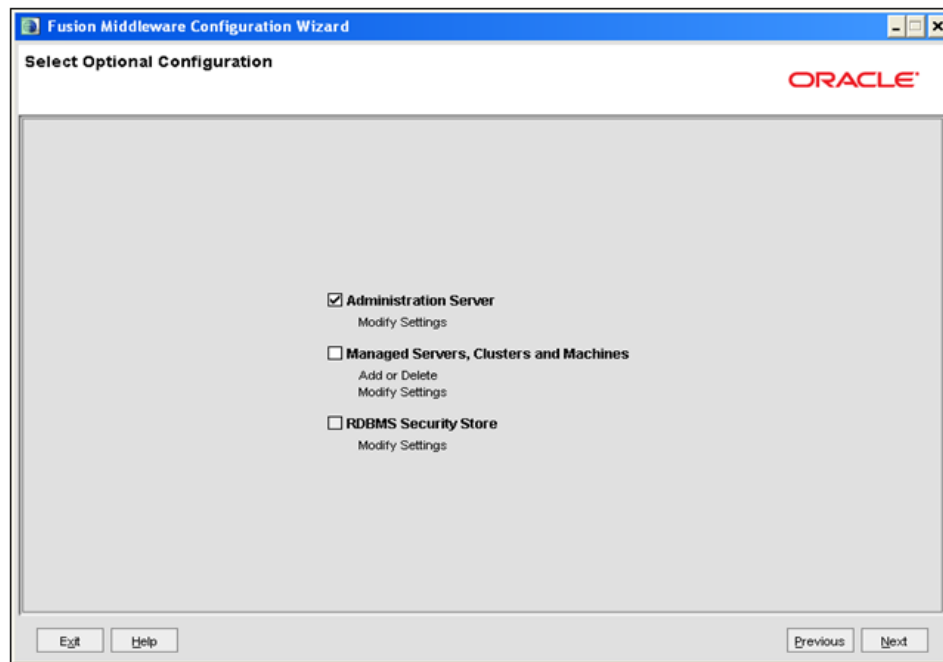 Fusion Middleware Configuration Wizard
Select Optional Configuration
ORACLE
Administration Server
Modify Settings
Managed Servers, Clusters and Machines
Add or Delete
Modify Settings
RDBMS Security Store
Modify Settings
Exit Help Previous Next